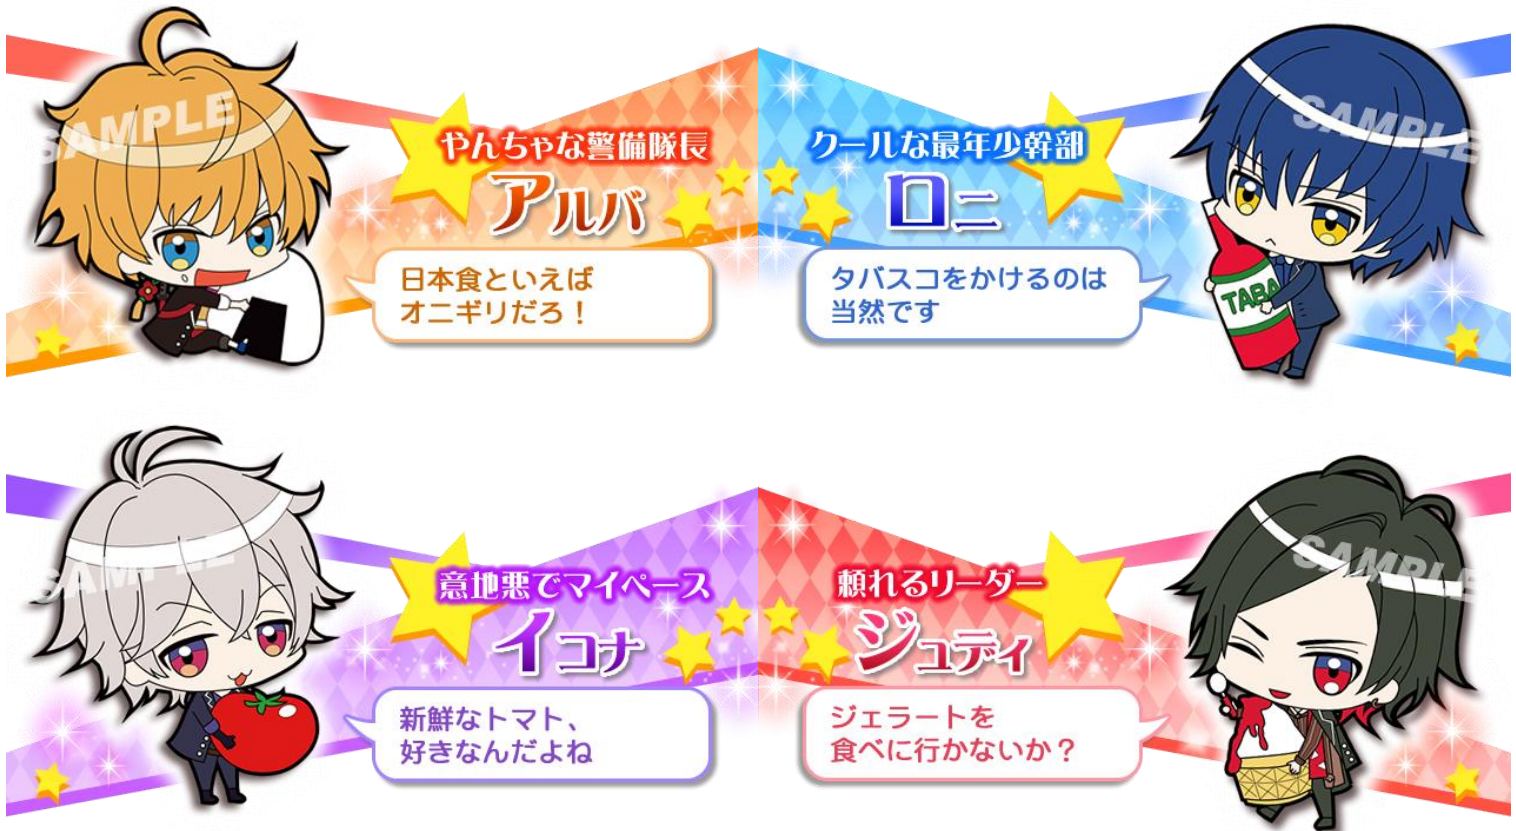 SAMPLE
やんちゃな警備隊長
アルバ
日本食といえば
オニギリだろ！
クールな最年少幹部
ロニ
タバスコをかけるのは
当然です
SAMPLE
TABA
SAMPLE
意地悪でマイペース
イコナ
新鮮なトマト、
好きなんだよね
頼れるリーダー
ジュディ
ジェラートを
食べに行かないか？
SAMPLE